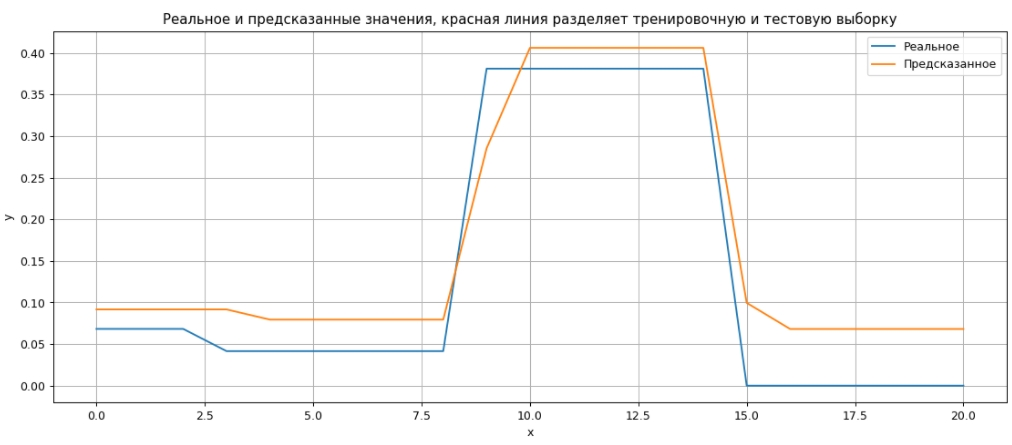 Реальное и предсказанные значения, красная линия разделяет тренировочную и тестовую выборку
Реальное
Предсказанное
0.40
0.35
0.30
0.25
0.20
0.15
0.10
0.05
0.00
y
0.0 2.5 5.0 7.5 10.0 12.5 15.0 17.5 20.0
x